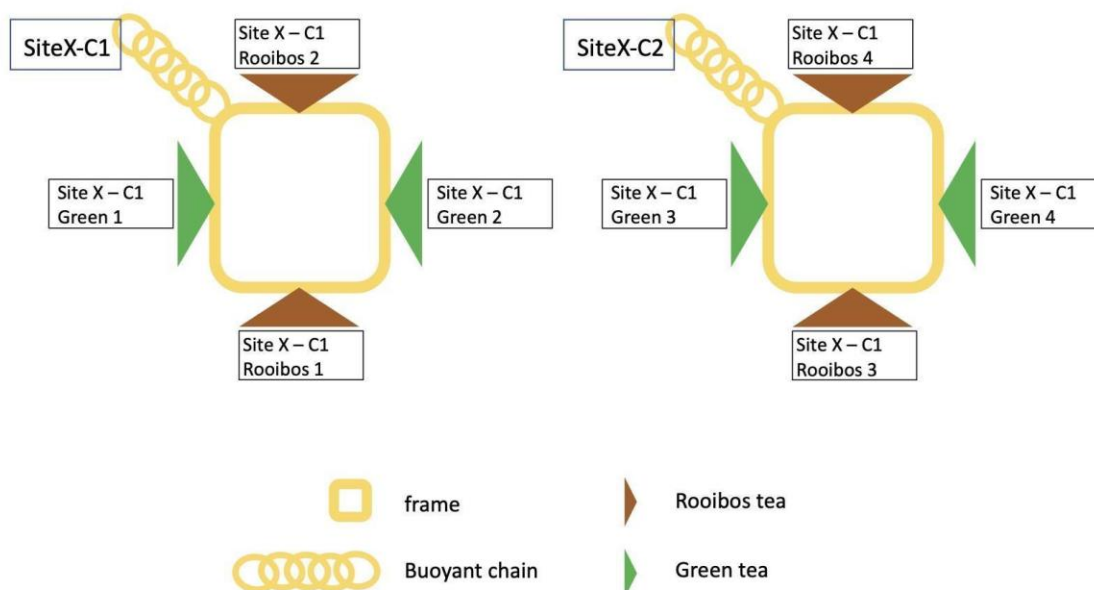 SiteX-C1
Site X – C1
Rooibos 2
Site X – C1
Green 1
Site X – C1
Green 2
Site X – C1
Rooibos 1
SiteX-C2
Site X – C1
Rooibos 4
Site X – C1
Green 3
Site X – C1
Green 4
Site X – C1
Rooibos 3
frame
Rooibos tea
Buoyant chain
Green tea